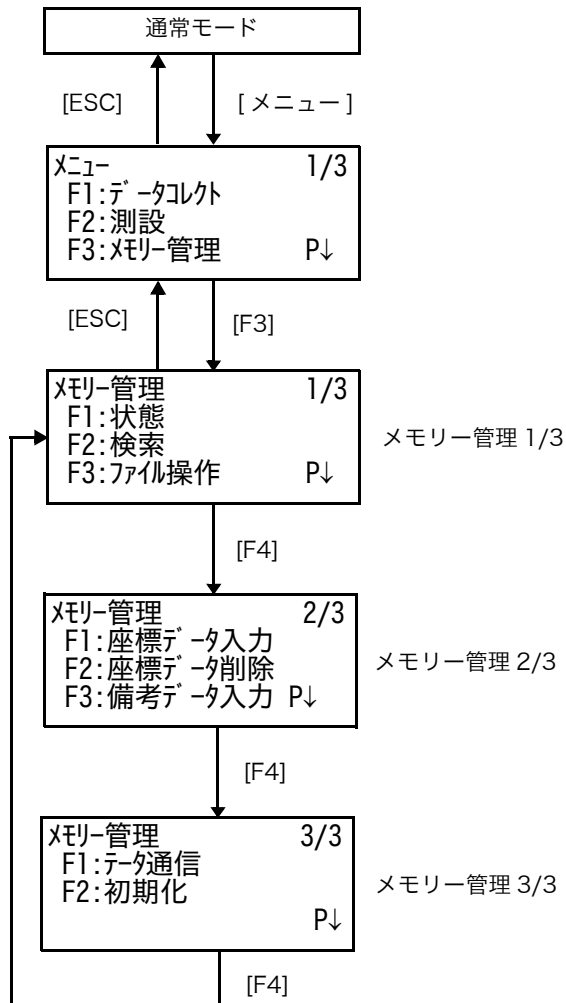 通常モード
[ESC]
[ メニュー ]
ﾒﾆｭｰ 1/3
F1:ﾃﾞｰﾀｺﾚｸﾄ
F2:測設
F3:ﾒﾓﾘｰ管理 P↓
[ESC]
[F3]
ﾒﾓﾘｰ管理 1/3
F1:状態
F2:検索
F3:ﾌｧｲﾙ操作 P↓
メモリー管理 1/3
[F4]
ﾒﾓﾘｰ管理 2/3
F1:座標ﾃﾞｰﾀ入力
F2:座標ﾃﾞｰﾀ削除
F3:備考ﾃﾞｰﾀ入力 P↓
メモリー管理 2/3
[F4]
ﾒﾓﾘｰ管理 3/3
F1:ﾃｰﾀ通信
F2:初期化
P↓
メモリー管理 3/3
[F4]